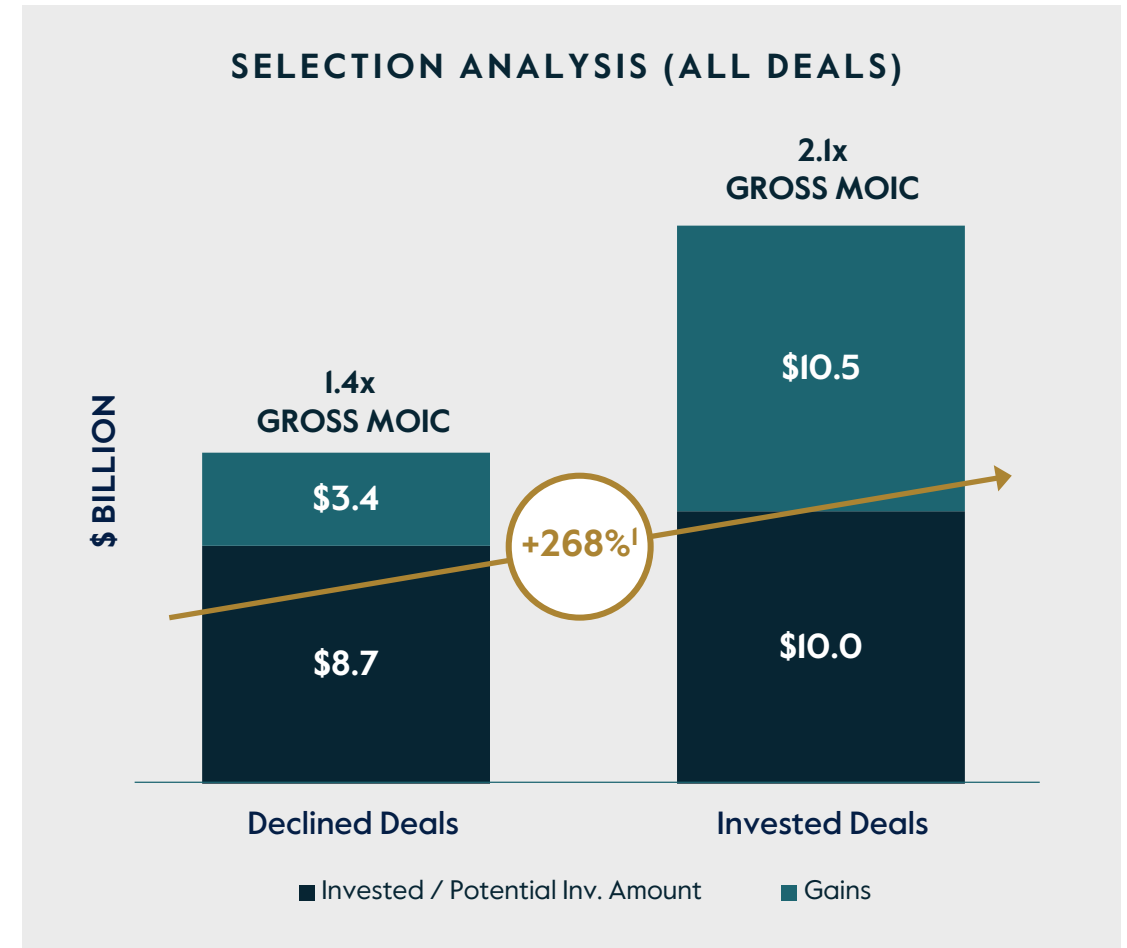 SELECTION ANALYSIS (ALL DEALS)
2.1x
GROSS MOIC
1.4x
GROSS MOIC
$ BILLION
$10.5
$3.4
+268%¹
$8.7
$10.0
Declined Deals
Invested Deals
Invested / Potential Inv. Amount
Gains